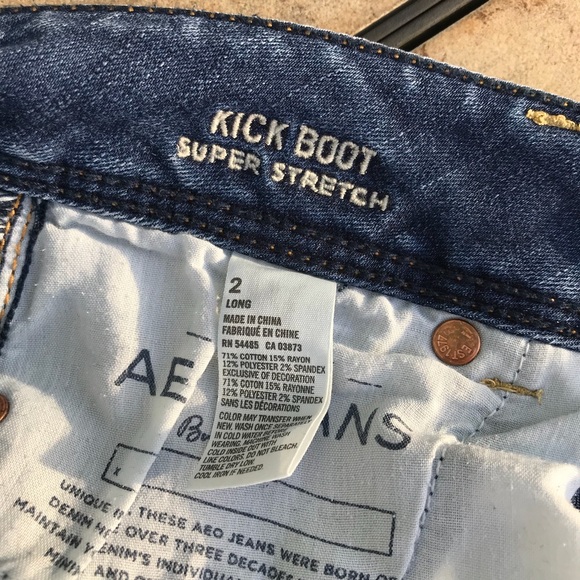 KICK BOOT
SUPER STRETCH
2
LONG
MADE IN CHINA
FABRIQUÉ EN CHINE
RN 54485 CA 03873
71% COTTON 15% RAYON
12% POLYESTER 2% SPANDEX
EXCLUSIVE OF DECORATION
71% COTON 15% RAYONNE
12% POLYESTER 2% SPANDEX
SANS LES DÉCORATIONS
COLOR MAY TRANSFER WHEN
NEW. WASH ONCE SEPARATELY
IN COLD WATER BEFORE
WEARING. MACHINE WASH
COLD INSIDE OUT WITH
LIKE COLORS. DO NOT BLEACH.
TUMBLE DRY LOW.
COOL IRON IF NEEDED.
AE ANS
X
UNIQUE IN THESE AEO JEANS WERE BORN
DENIM OVER THREE DECADES
MAINTAIN DENIM'S INDIVIDUAL
AND